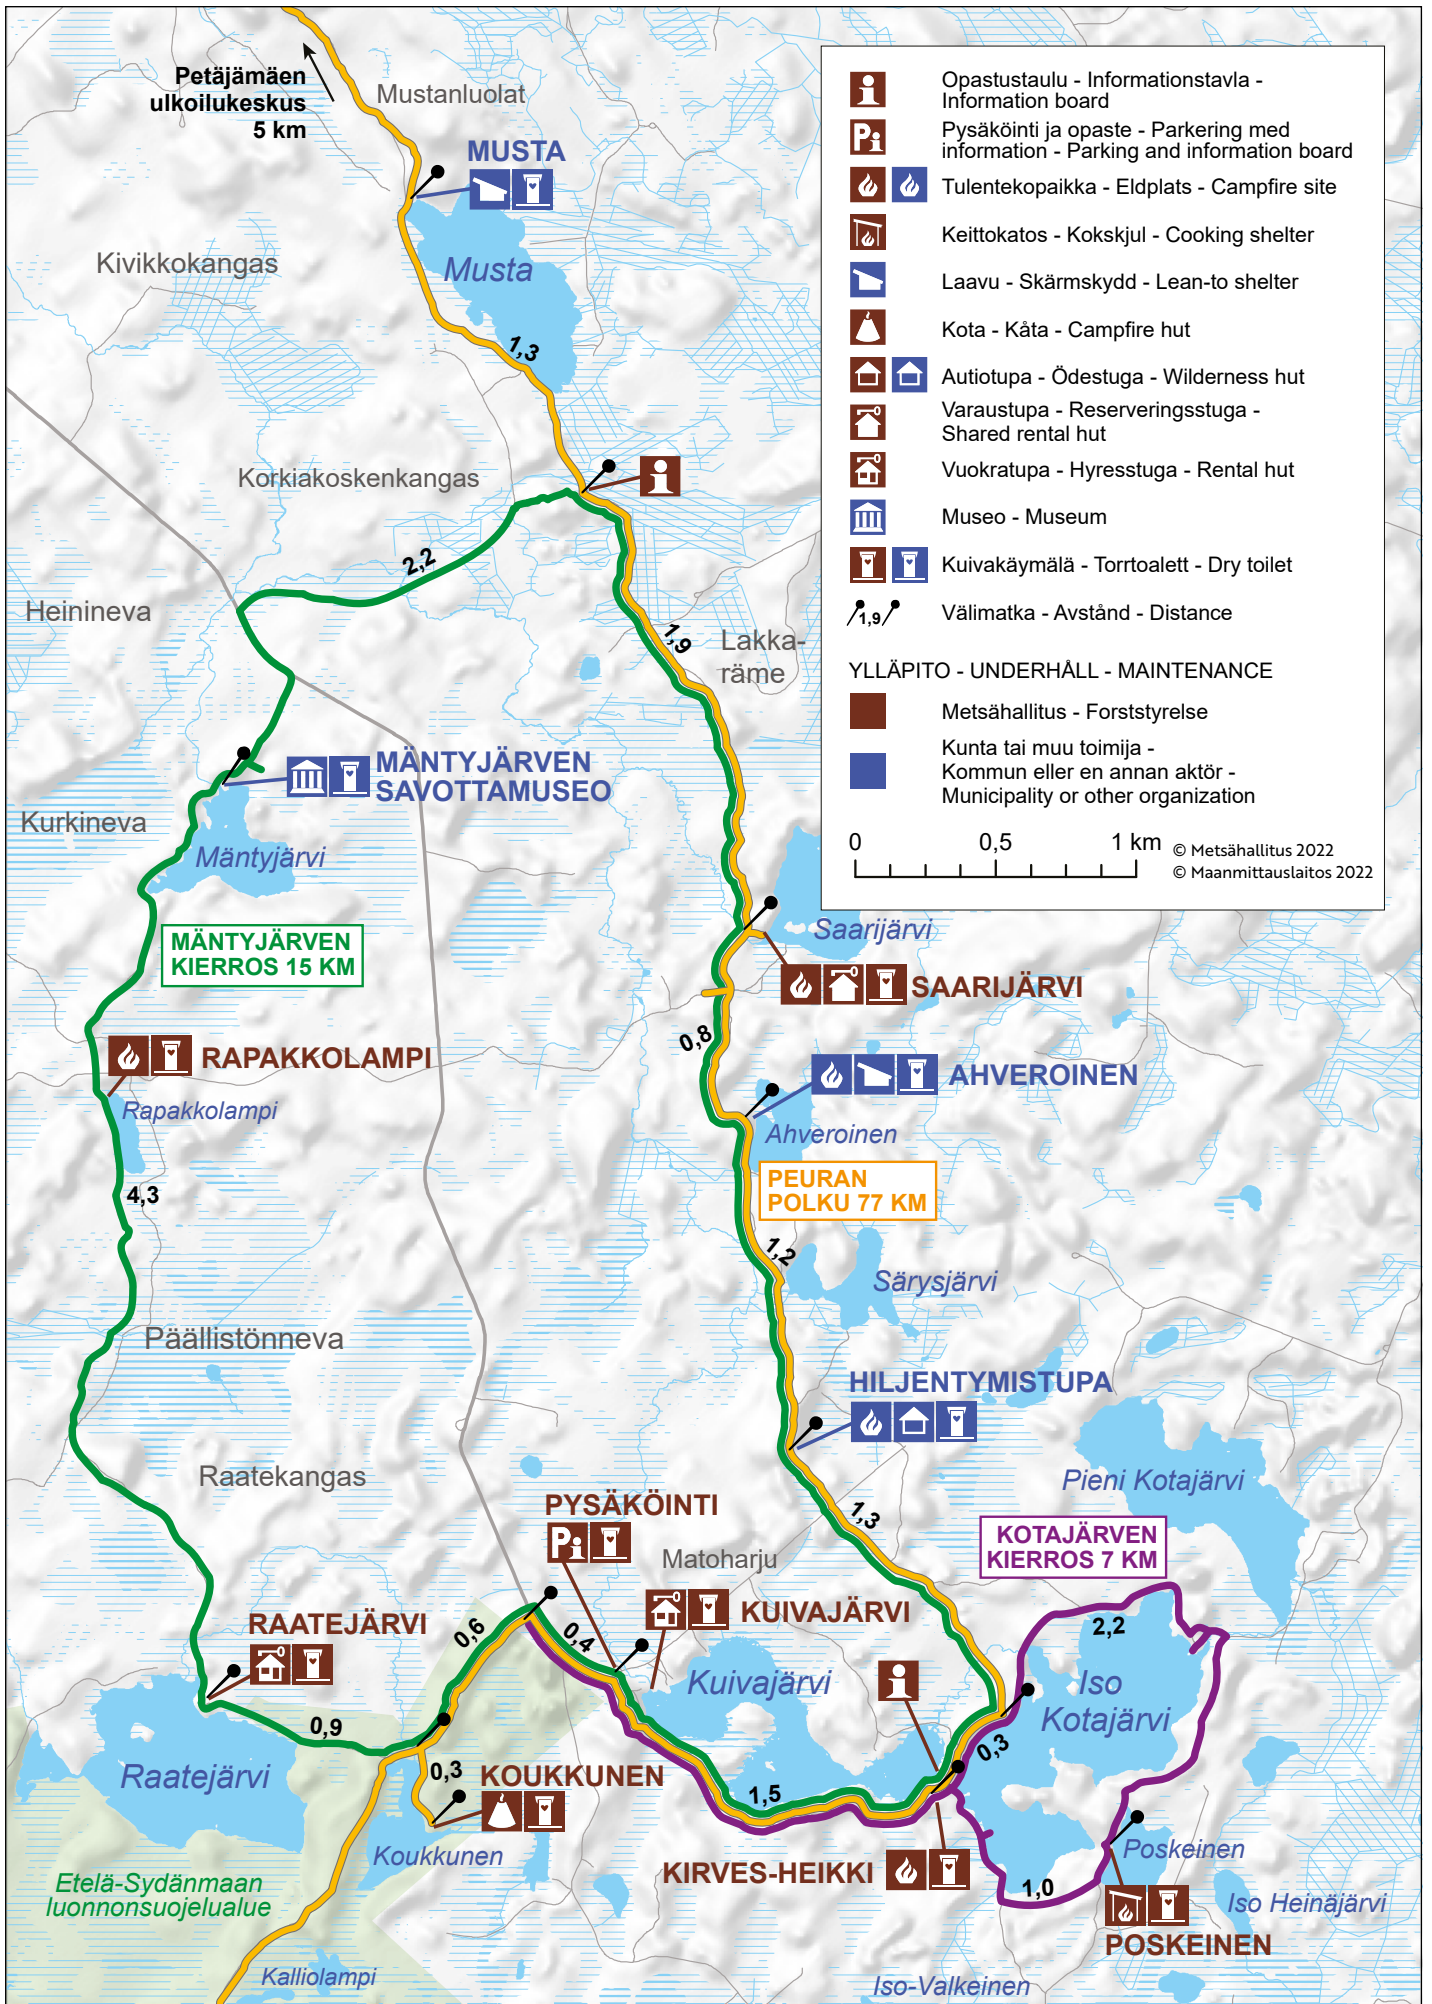 Petäjämäen
ulkoilukeskus
5 km
Mustanluolat
MUSTA
Kivikkokangas
Musta
1,3
Korkiakoskenkangas
2,2
Heinineva
1,9
Lakka-
räme
MÄNTYJÄRVEN
SAVOTTAMUSEO
Kurkineva
Mäntyjärvi
MÄNTYJÄRVEN
KIERROS 15 KM
Saarijärvi
SAARIJÄRVI
0,8
RAPAKKOLAMPI
Rapakkolampi
AHVEROINEN
Ahveroinen
PEURAN
POLKU 77 KM
4,3
1,2
Särysjärvi
Päällistönneva
HILJENTYMISTUPA
Raatekangas
Pieni Kotajärvi
PYSÄKÖINTI
Pi
Matoharju
1,3
KOTAJÄRVEN
KIERROS 7 KM
RAATEJÄRVI
0,6
0,4
KUIVAJÄRVI
2,2
Kuivajärvi
Iso
Kotajärvi
0,9
0,3
Raatejärvi
0,3
KOUKKUNEN
1,5
Koukkunen
KIRVES-HEIKKI
Poskeinen
1,0
Etelä-Sydänmaan
luonnonsuojelualue
Iso Heinäjärvi
POSKEINEN
Kalliolampi
Iso-Valkeinen
i
Opastustaulu - Informationstavla -
Information board
Pi
Pysäköinti ja opaste - Parkering med
information - Parking and information board
Tulentekopaikka - Eldplats - Campfire site
Keittokatos - Kokskjul - Cooking shelter
Laavu - Skärmskydd - Lean-to shelter
Kota - Kåta - Campfire hut
Autiotupa - Ödestuga - Wilderness hut
Varaustupa - Reserveringsstuga -
Shared rental hut
Vuokratupa - Hyresstuga - Rental hut
Museo - Museum
Kuivakäymälä - Torrtoalett - Dry toilet
1,9
Välimatka - Avstånd - Distance
YLLÄPITO - UNDERHÅLL - MAINTENANCE
Metsähallitus - Forststyrelse
Kunta tai muu toimija -
Kommun eller en annan aktör -
Municipality or other organization
0 0,5 1 km
© Metsähallitus 2022
© Maanmittauslaitos 2022